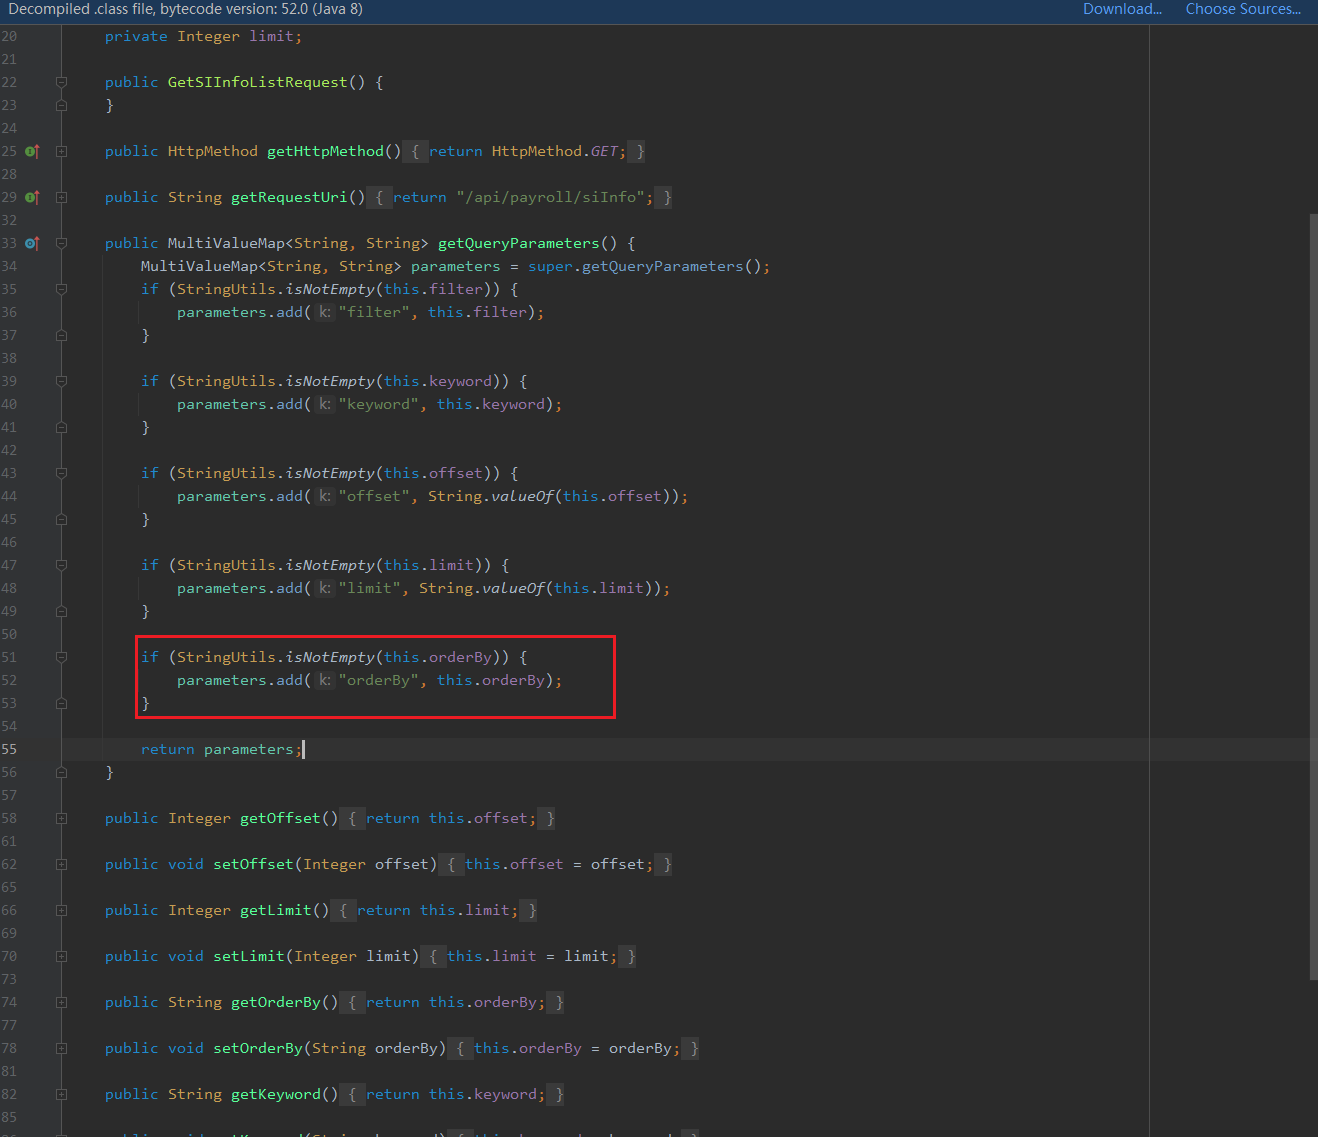 Decompiled .class file, bytecode version: 52.0 (Java 8) Download... Choose Sources...
20 private Integer limit;
21
22 public GetSIInfoListRequest() {
23 }
24
25 public HttpMethod getHttpMethod() { return HttpMethod.GET; }
28
29 public String getRequestUri() { return "/api/payroll/siInfo"; }
32
33 public MultiValueMap<String, String> getQueryParameters() {
34 MultiValueMap<String, String> parameters = super.getQueryParameters();
35 if (StringUtils.isNotEmpty(this.filter)) {
36 parameters.add( k: "filter", this.filter);
37 }
38
39 if (StringUtils.isNotEmpty(this.keyword)) {
40 parameters.add( k: "keyword", this.keyword);
41 }
42
43 if (StringUtils.isNotEmpty(this.offset)) {
44 parameters.add( k: "offset", String.valueOf(this.offset));
45 }
46
47 if (StringUtils.isNotEmpty(this.limit)) {
48 parameters.add( k: "limit", String.valueOf(this.limit));
49 }
50
51 if (StringUtils.isNotEmpty(this.orderBy)) {
52 parameters.add( k: "orderBy", this.orderBy);
53 }
54
55 return parameters;
56 }
57
58 public Integer getOffset() { return this.offset; }
61
62 public void setOffset(Integer offset) { this.offset = offset; }
65
66 public Integer getLimit() { return this.limit; }
69
70 public void setLimit(Integer limit) { this.limit = limit; }
73
74 public String getOrderBy() { return this.orderBy; }
77
78 public void setOrderBy(String orderBy) { this.orderBy = orderBy; }
81
82 public String getKeyword() { return this.keyword; }
85